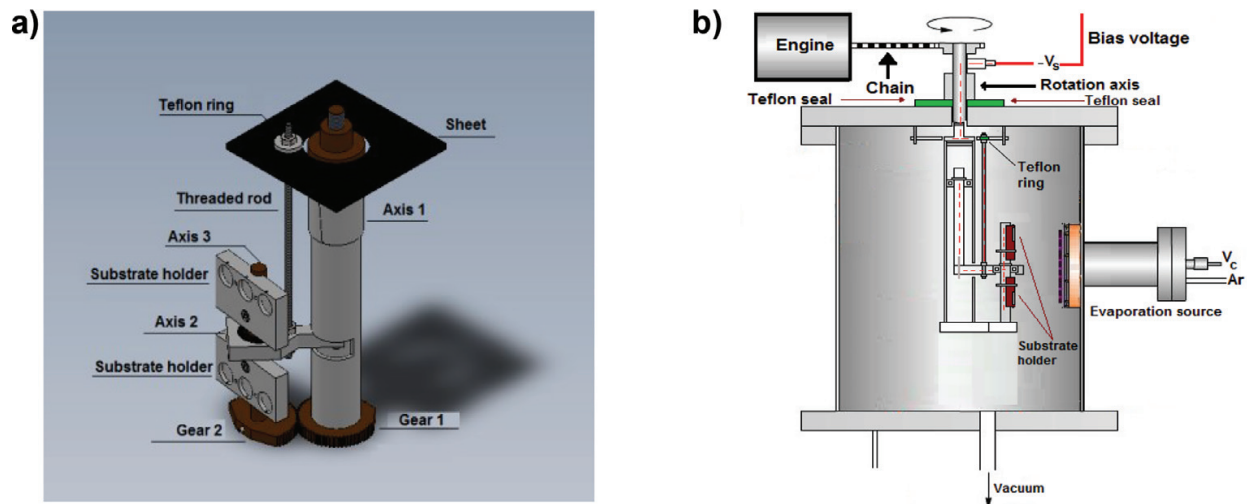 a)
Teflon ring
Sheet
Threaded rod
Axis 1
Axis 3
Substrate holder
Axis 2
Substrate holder
Gear 1
Gear 2
b)
Engine
Bias voltage
-Vs
Chain
Rotation axis
Teflon seal
Teflon seal
Teflon
ring
Vc
Ar
Evaporation source
Substrate
holder
Vacuum